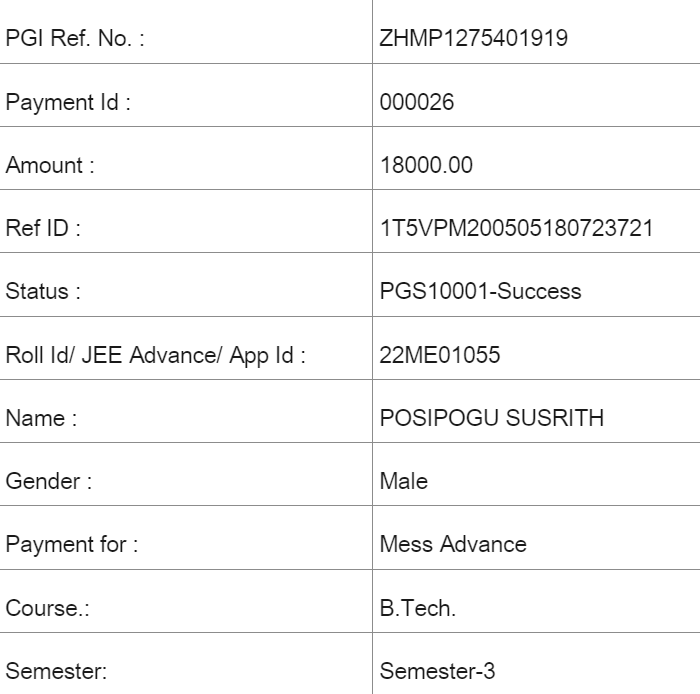 PGI Ref. No. : ZHMP1275401919
Payment Id : 000026
Amount : 18000.00
Ref ID : 1T5VPM200505180723721
Status : PGS10001-Success
Roll Id/ JEE Advance/ App Id : 22ME01055
Name : POSIPOGU SUSRITH
Gender : Male
Payment for : Mess Advance
Course.: B.Tech.
Semester: Semester-3